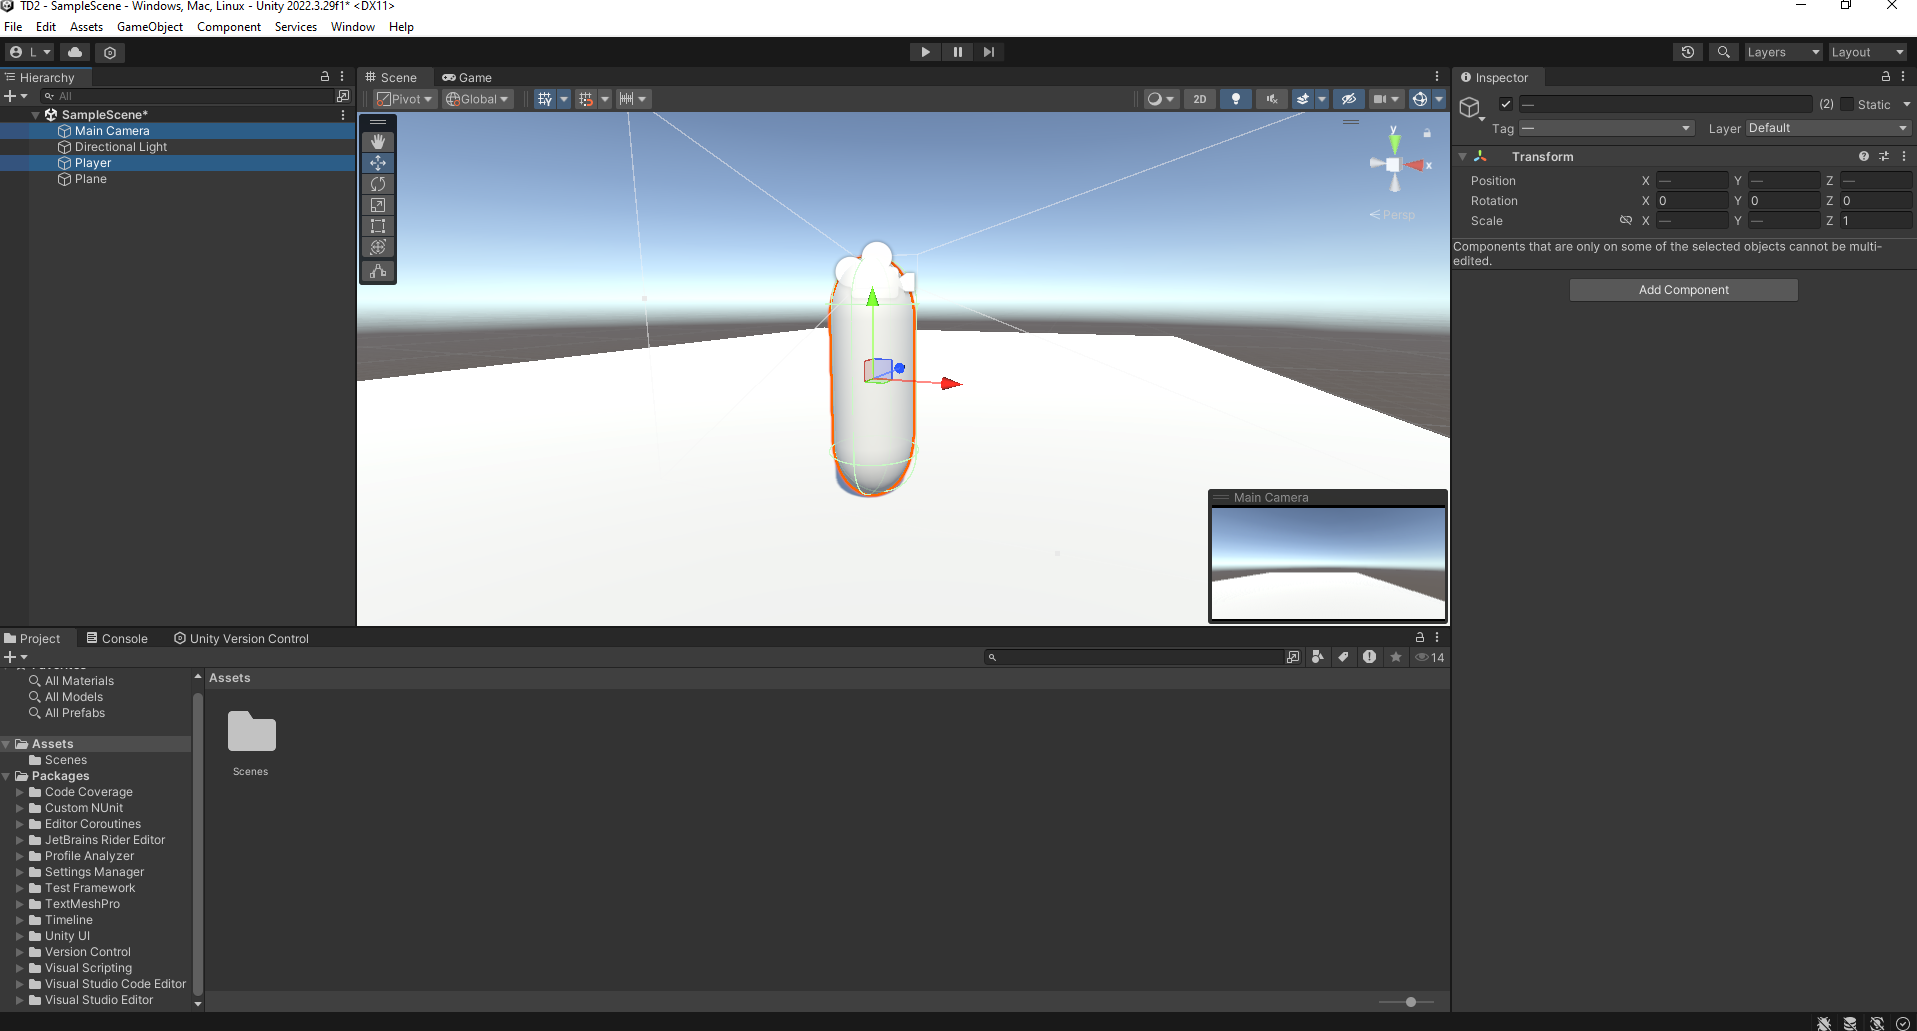 TD2 - SampleScene - Windows, Mac, Linux - Unity 2022.3.29f1* <DX11>
File Edit Assets GameObject Component Services Window Help
L Layers Layout
Hierarchy
All
SampleScene*
Main Camera
Directional Light
Player
Plane
Scene Game
Pivot Global 2D
y
x
Persp
Main Camera
Inspector
— (2) Static
Tag — Layer Default
Transform
Position X — Y — Z —
Rotation X 0 Y 0 Z 0
Scale X — Y — Z 1
Components that are only on some of the selected objects cannot be multi-
edited.
Add Component
Project Console Unity Version Control
14
All Materials
All Models
All Prefabs
Assets
Scenes
Packages
Code Coverage
Custom NUnit
Editor Coroutines
JetBrains Rider Editor
Profile Analyzer
Settings Manager
Test Framework
TextMeshPro
Timeline
Unity UI
Version Control
Visual Scripting
Visual Studio Code Editor
Visual Studio Editor
Assets
Scenes